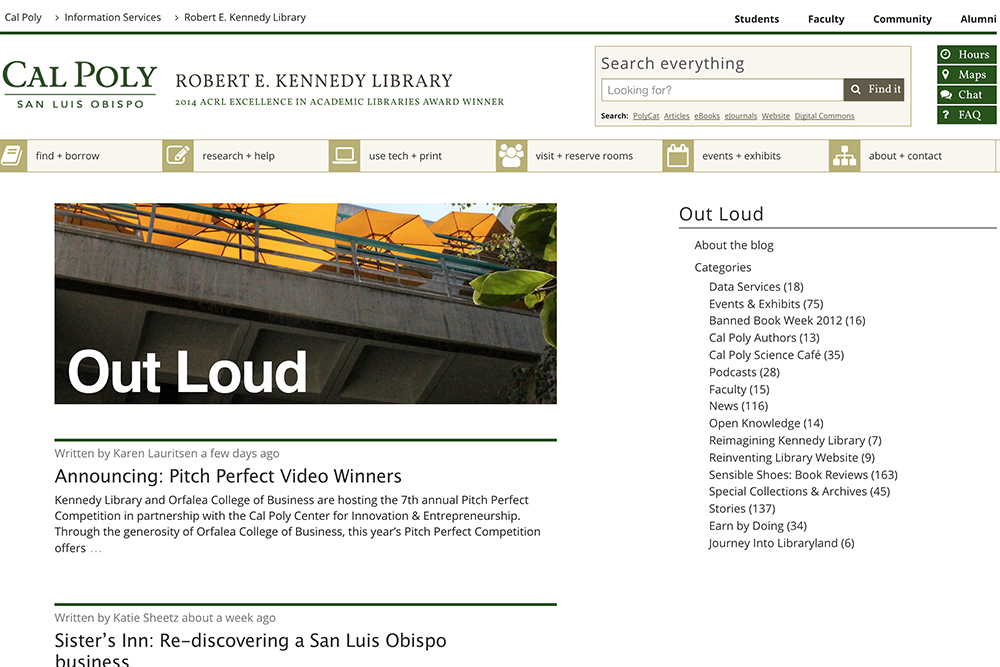 Cal Poly > Information Services > Robert E. Kennedy Library
Students Faculty Community Alumni
CAL POLY
SAN LUIS OBISPO
ROBERT E. KENNEDY LIBRARY
2014 ACRL EXCELLENCE IN ACADEMIC LIBRARIES AWARD WINNER
Search everything
Looking for?
Find it
Search: PolyCat Articles eBooks eJournals Website Digital Commons
Hours
Maps
Chat
? FAQ
find + borrow
research + help
use tech + print
visit + reserve rooms
events + exhibits
about + contact
Out Loud
Written by Karen Lauritsen a few days ago
Announcing: Pitch Perfect Video Winners
Kennedy Library and Orfalea College of Business are hosting the 7th annual Pitch Perfect
Competition in partnership with the Cal Poly Center for Innovation & Entrepreneurship.
Through the generosity of Orfalea College of Business, this year’s Pitch Perfect Competition
offers ...
Written by Katie Sheetz about a week ago
Sister’s Inn: Re-discovering a San Luis Obispo
business
Out Loud
About the blog
Categories
Data Services (18)
Events & Exhibits (75)
Banned Book Week 2012 (16)
Cal Poly Authors (13)
Cal Poly Science Café (35)
Podcasts (28)
Faculty (15)
News (116)
Open Knowledge (14)
Reimagining Kennedy Library (7)
Reinventing Library Website (9)
Sensible Shoes: Book Reviews (163)
Special Collections & Archives (45)
Stories (137)
Earn by Doing (34)
Journey Into Libraryland (6)